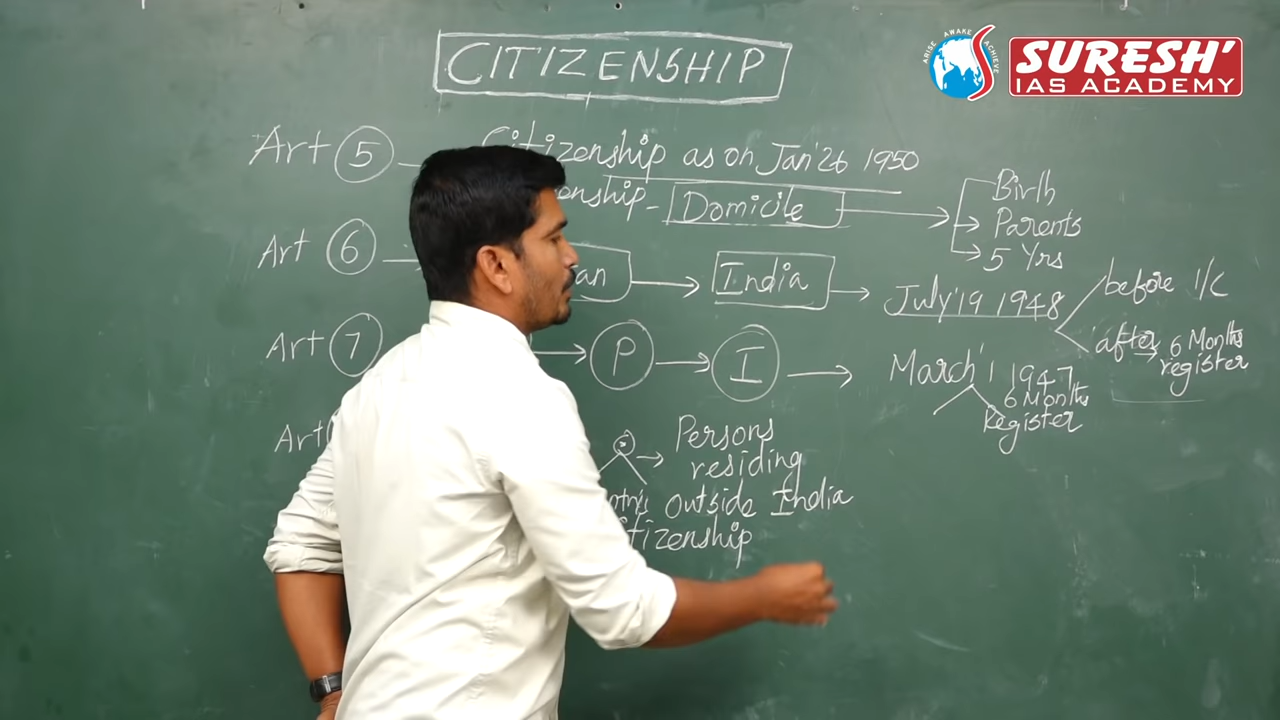 CITIZENSHIP
ARISE AWAKE ACHIEVE
SURESH'
IAS ACADEMY
Art 5 Citizenship as on Jan'26 1950
Domicile
Birth
Parents
5 Yrs
Art 6
India
July'19 1948
before I/C
after 6 Months
register
Art 7
P
I
March'1 1947
6 Months
Register
Art
Persons
residing
outside India